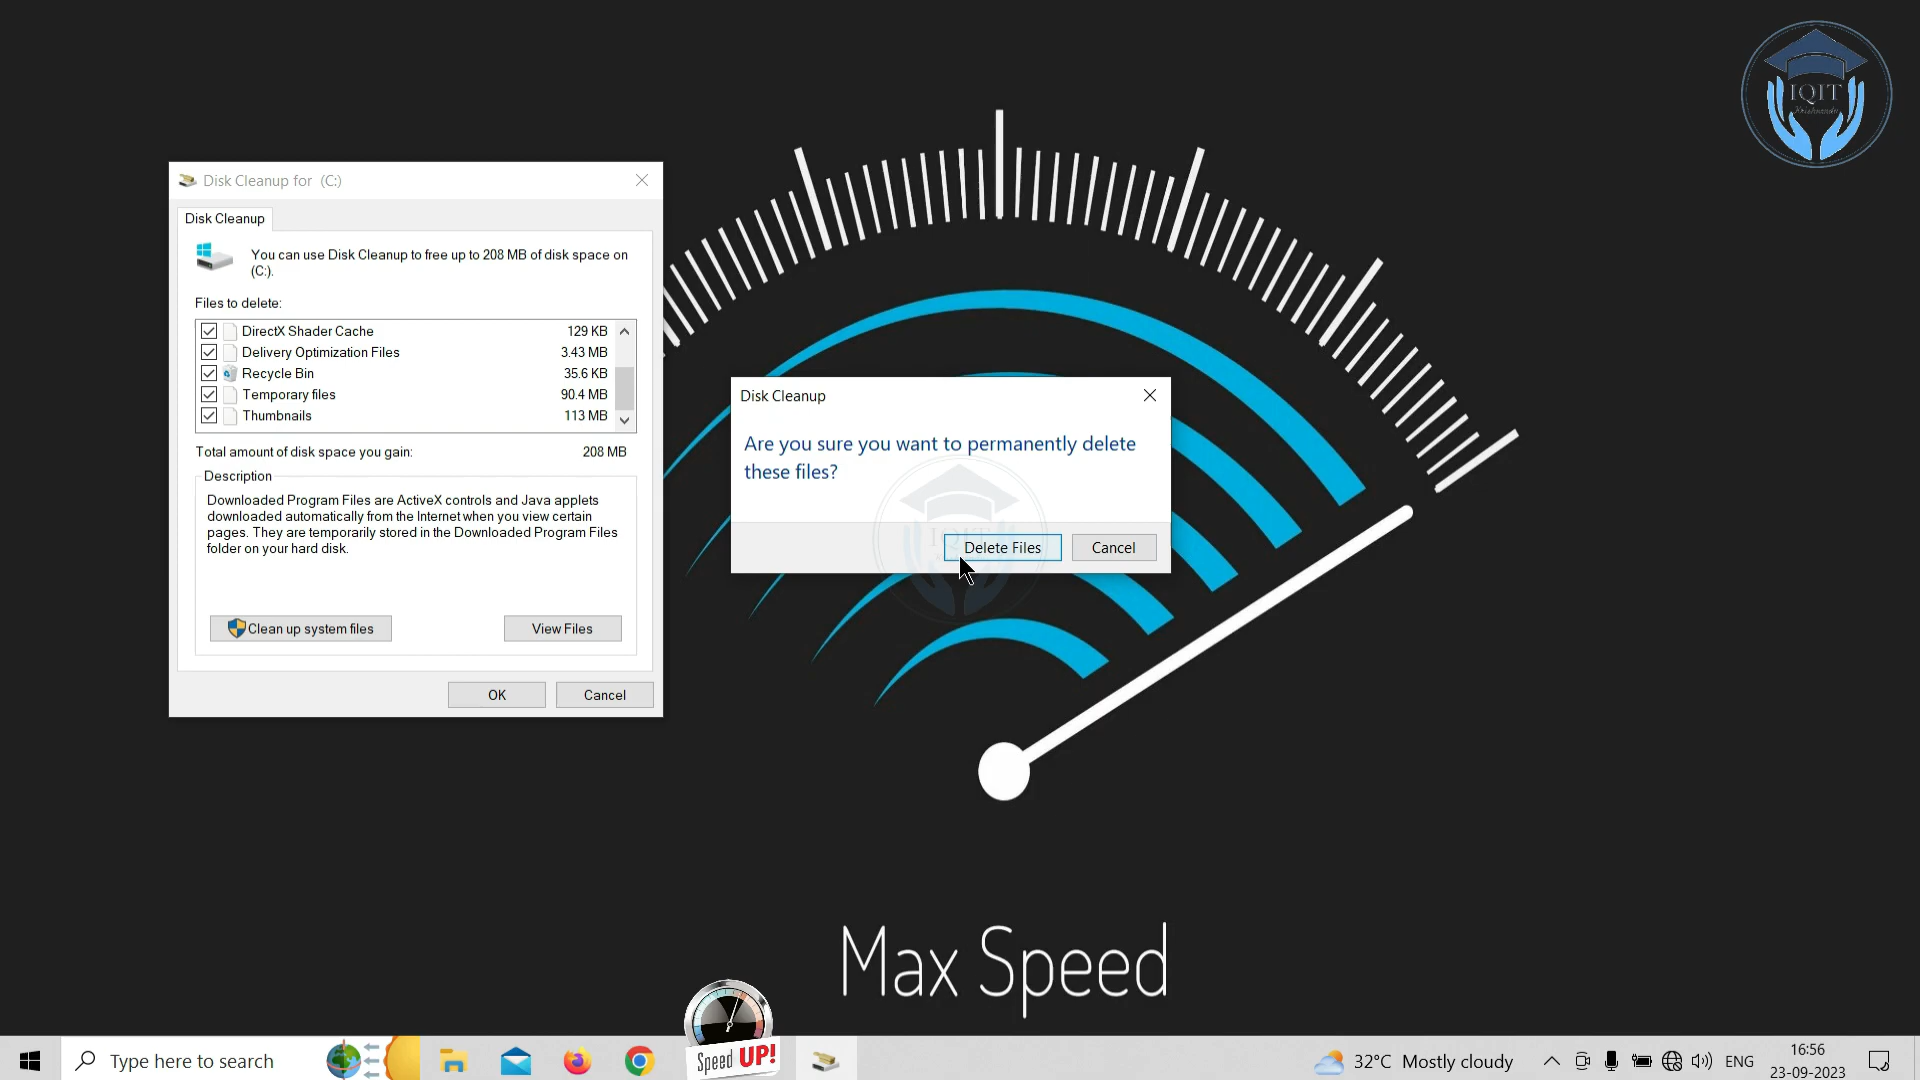 IQIT
Krishnandu
Disk Cleanup for (C:)
Disk Cleanup
You can use Disk Cleanup to free up to 208 MB of disk space on
(C:).
Files to delete:
DirectX Shader Cache 129 KB
Delivery Optimization Files 3.43 MB
Recycle Bin 35.6 KB
Temporary files 90.4 MB
Thumbnails 113 MB
Total amount of disk space you gain: 208 MB
Description
Downloaded Program Files are ActiveX controls and Java applets
downloaded automatically from the Internet when you view certain
pages. They are temporarily stored in the Downloaded Program Files
folder on your hard disk.
Clean up system files View Files
OK Cancel
Disk Cleanup
Are you sure you want to permanently delete
these files?
IQIT
Delete Files Cancel
Max Speed
Speed UP!
Type here to search
32°C Mostly cloudy
ENG
16:56
23-09-2023